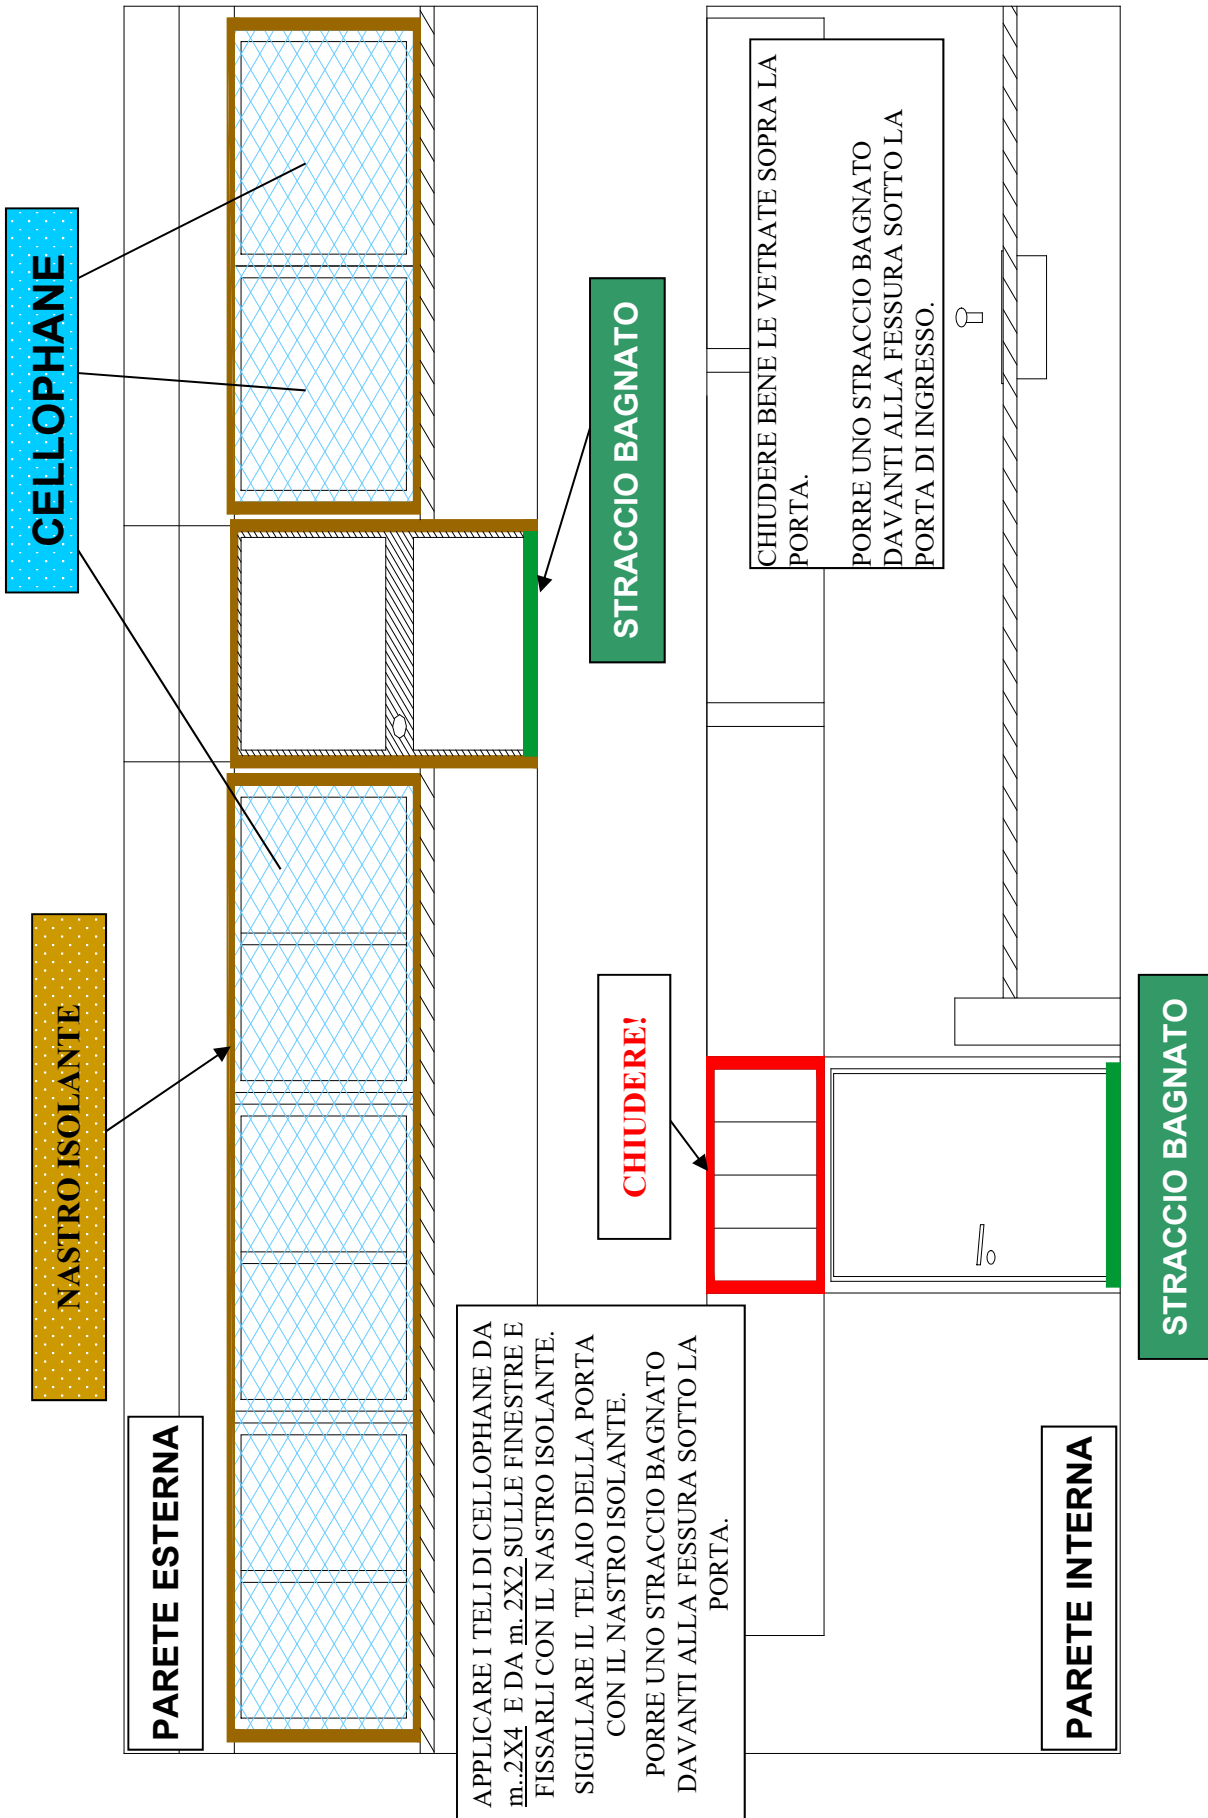 CELLOPHANE
NASTRO ISOLANTE
PARETE ESTERNA
STRACCIO BAGNATO
APPLICARE I TELI DI CELLOPHANE DA
m..2X4 E DA m. 2X2 SULLE FINESTRE E
FISSARLI CON IL NASTRO ISOLANTE.
SIGILLARE IL TELAIO DELLA PORTA
CON IL NASTRO ISOLANTE.
PORRE UNO STRACCIO BAGNATO
DAVANTI ALLA FESSURA SOTTO LA
PORTA.
CHIUDERE!
CHIUDERE BENE LE VETRATE SOPRA LA
PORTA.
PORRE UNO STRACCIO BAGNATO
DAVANTI ALLA FESSURA SOTTO LA
PORTA DI INGRESSO.
PARETE INTERNA
STRACCIO BAGNATO